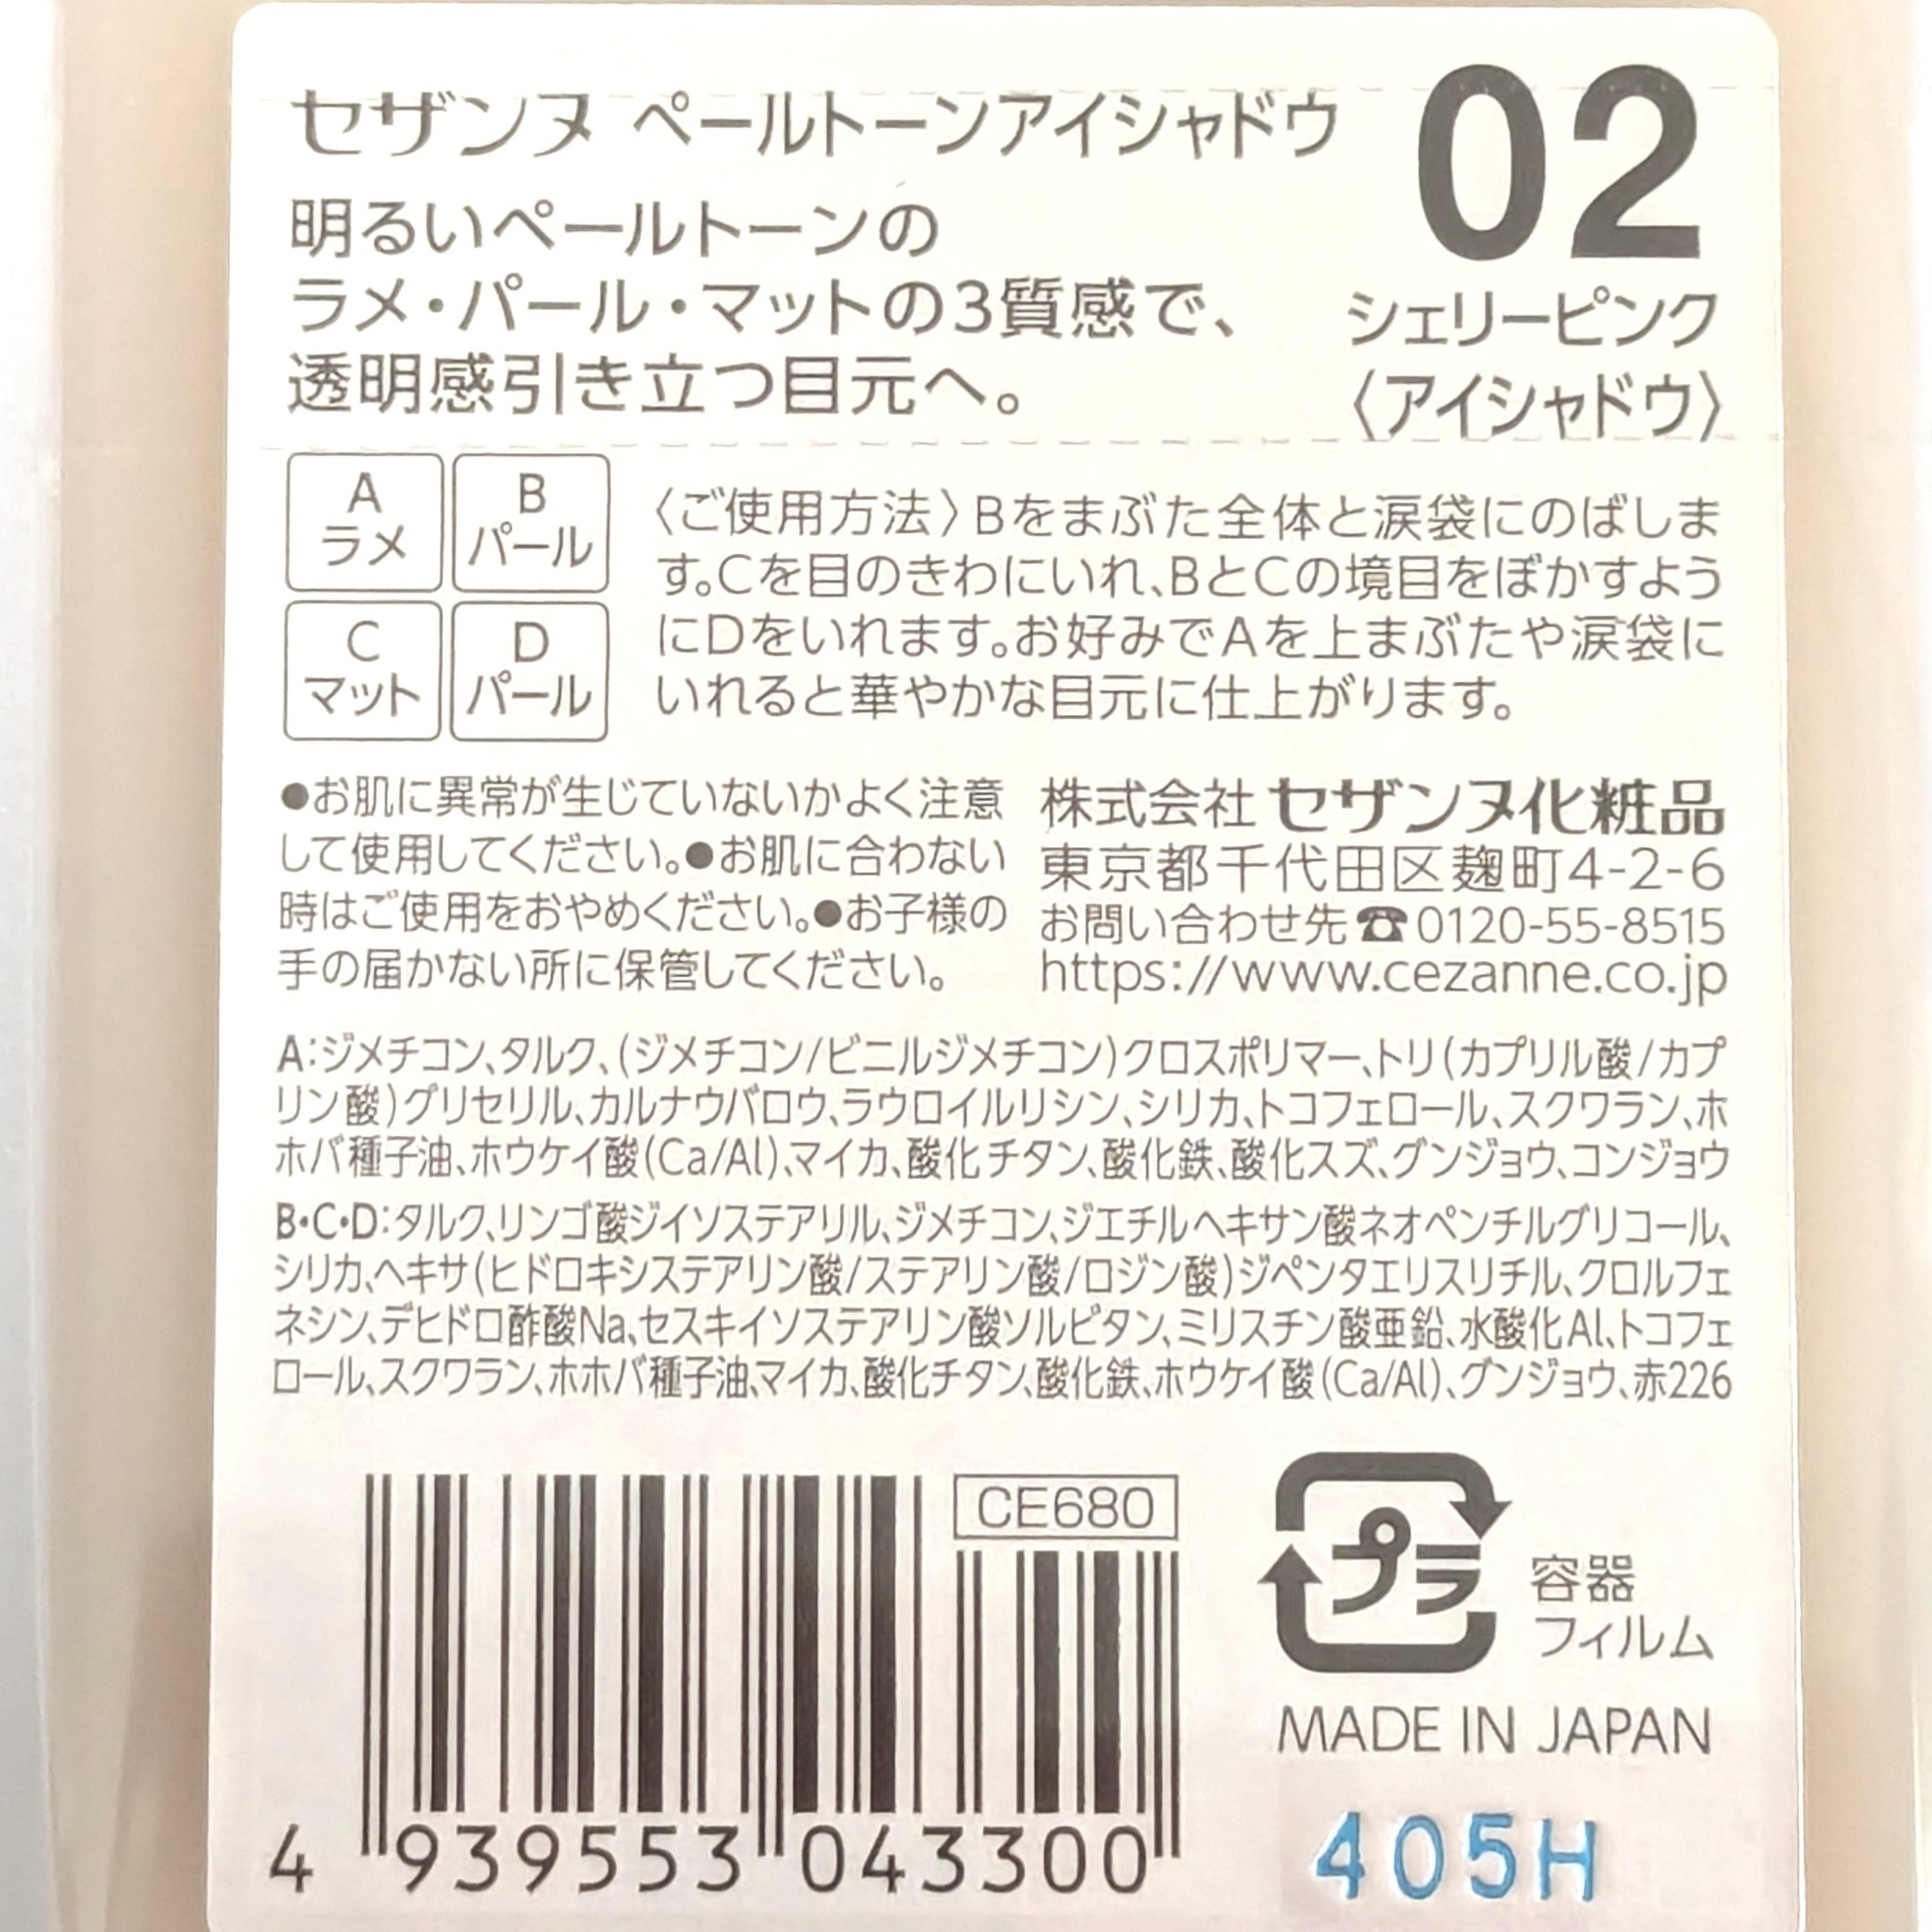 セザンヌ ペールトーンアイシャドウ
02
明るいペールトーンの
ラメ・パール・マットの3質感で、
透明感引き立つ目元へ。
シェリーピンク
〈アイシャドウ〉
A
ラメ
B
パール
C
マット
D
パール
〈ご使用方法〉Bをまぶた全体と涙袋にのばしま
す。Cを目のきわにいれ、BとCの境目をぼかすよう
にDをいれます。お好みでAを上まぶたや涙袋に
いれると華やかな目元に仕上がります。
●お肌に異常が生じていないかよく注意
して使用してください。●お肌に合わない
時はご使用をおやめください。●お子様の
手の届かない所に保管してください。
株式会社 セザンヌ化粧品
東京都千代田区麹町4-2-6
お問い合わせ先☎0120-55-8515
https://www.cezanne.co.jp
A:ジメチコン、タルク、(ジメチコン/ビニルジメチコン)クロスポリマー、トリ(カプリル酸/カプ
リン酸)グリセリル、カルナウバロウ、ラウロイルリシン、シリカ、トコフェロール、スクワラン、ホ
ホバ種子油、ホウケイ酸(Ca/Al)、マイカ、酸化チタン、酸化鉄、酸化スズ、グンジョウ、コンジョウ
B・C・D:タルク、リンゴ酸ジイソステアリル、ジメチコン、ジエチルヘキサン酸ネオペンチルグリコール、
シリカ、ヘキサ(ヒドロキシステアリン酸/ステアリン酸/ロジン酸)ジペンタエリスリチル、クロルフェ
ネシン、デヒドロ酢酸Na、セスキイソステアリン酸ソルビタン、ミリスチン酸亜鉛、水酸化Al、トコフェ
ロール、スクワラン、ホホバ種子油、マイカ、酸化チタン、酸化鉄、ホウケイ酸(Ca/Al)、グンジョウ、赤226
CE680
プラ
容器
フィルム
MADE IN JAPAN
4 939553 043300
405H